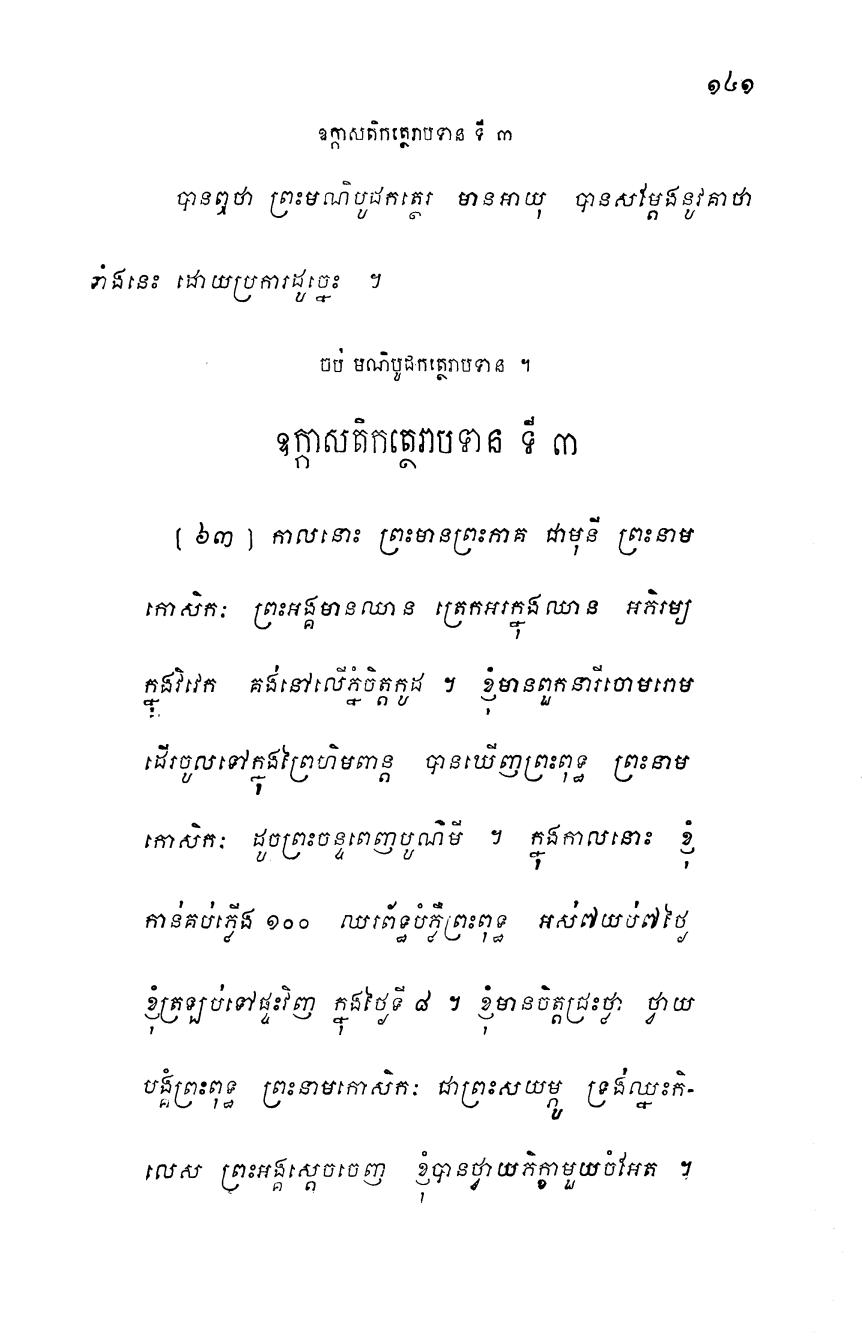 ១៤១
ឧក្កាសតិកត្ថេរាបទាន ទី ៣
បានឮថា ព្រះមណិបូជកត្ថេរ មានអាយុ បានសម្តែងនូវគាថា
ទាំងនេះ ដោយប្រការដូច្នេះ ។
ចប់ មណិបូជកត្ថេរាបទាន ។
ឧក្កាសតិកត្ថេរាបទាន ទី ៣
[ ៦៣ ] កាលនោះ ព្រះមានព្រះភាគ ជាមុនី ព្រះនាម
កោសិកៈ ព្រះអង្គមានឈាន ត្រេកអរក្នុងឈាន អភិរម្យ
ក្នុងវិវេក គង់នៅលើភ្នំចិត្តកូដ ។ ខ្ញុំមានពួកនារីចោមរោម
ដើរចូលទៅក្នុងព្រៃហិមពាន្ត បានឃើញព្រះពុទ្ធ ព្រះនាម
កោសិកៈ ដូចព្រះចន្ទពេញបូណ៌មី ។ ក្នុងកាលនោះ ខ្ញុំ
កាន់គប់ភ្លើង ១០០ ឈរព័ទ្ធបំភ្លឺព្រះពុទ្ធ អស់៧យប់៧ថ្ងៃ
ខ្ញុំត្រឡប់ទៅផ្ទះវិញ ក្នុងថ្ងៃទី ៨ ។ ខ្ញុំមានចិត្តជ្រះថ្លា ថ្វាយ
បង្គំព្រះពុទ្ធ ព្រះនាមកោសិកៈ ជាព្រះសយម្ភូ ទ្រង់ឈ្នះកិ-
លេស ព្រះអង្គស្តេចចេញ ខ្ញុំបានថ្វាយភិក្ខាមួយចំអែត ។